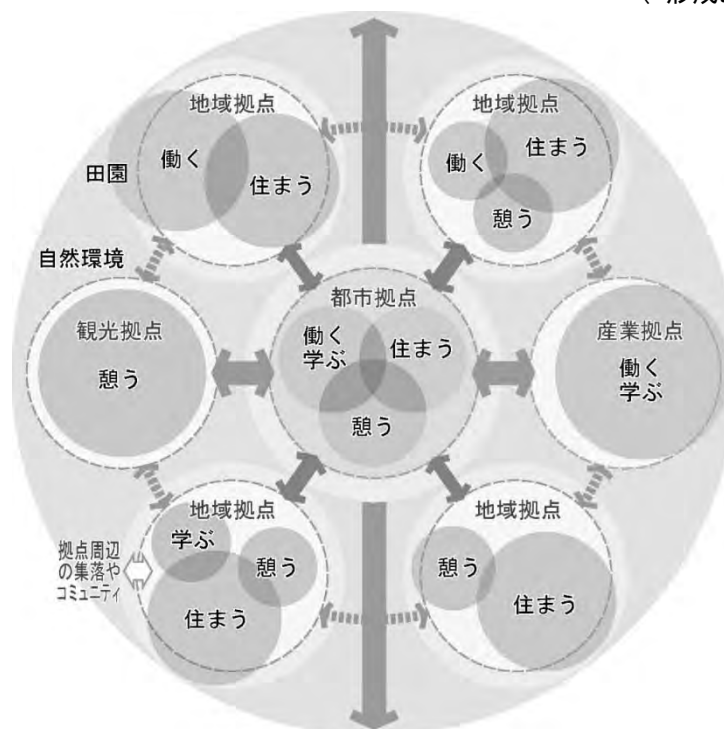 地域拠点
働く
住まう
田園
自然環境
地域拠点
働く
住まう
憩う
都市拠点
働く
学ぶ
住まう
憩う
観光拠点
憩う
産業拠点
働く
学ぶ
地域拠点
学ぶ
憩う
住まう
拠点周辺
の集落や
コミュニティ
地域拠点
憩う
住まう